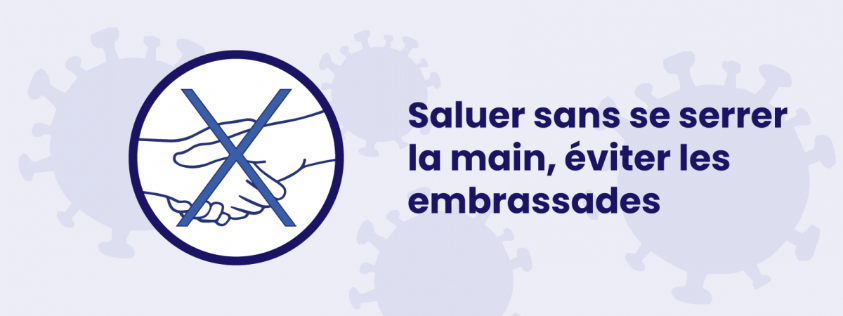 Saluer sans se serrer
la main, éviter les
embrassades